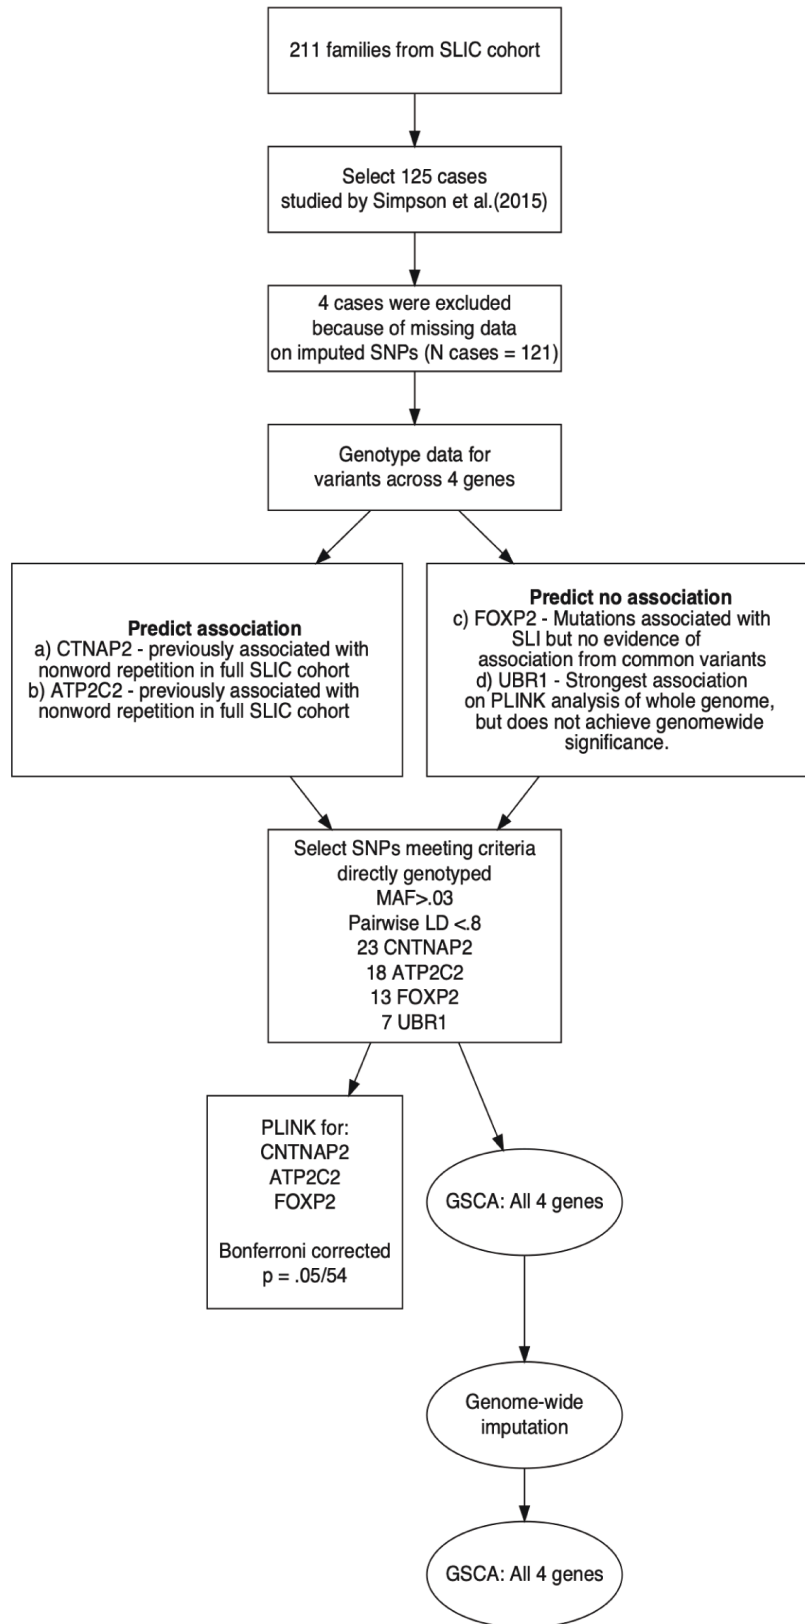 211 families from SLIC cohort
Select 125 cases
studied by Simpson et al.(2015)
4 cases were excluded
because of missing data
on imputed SNPs (N cases = 121)
Genotype data for
variants across 4 genes
Predict association
a) CTNAP2 - previously associated with
nonword repetition in full SLIC cohort
b) ATP2C2 - previously associated with
nonword repetition in full SLIC cohort
Predict no association
c) FOXP2 - Mutations associated with
SLI but no evidence of
association from common variants
d) UBR1 - Strongest association
on PLINK analysis of whole genome,
but does not achieve genomewide
significance.
Select SNPs meeting criteria
directly genotyped
MAF>.03
Pairwise LD <.8
23 CNTNAP2
18 ATP2C2
13 FOXP2
7 UBR1
PLINK for:
CNTNAP2
ATP2C2
FOXP2
Bonferroni corrected
p = .05/54
GSCA: All 4 genes
Genome-wide
imputation
GSCA: All 4 genes